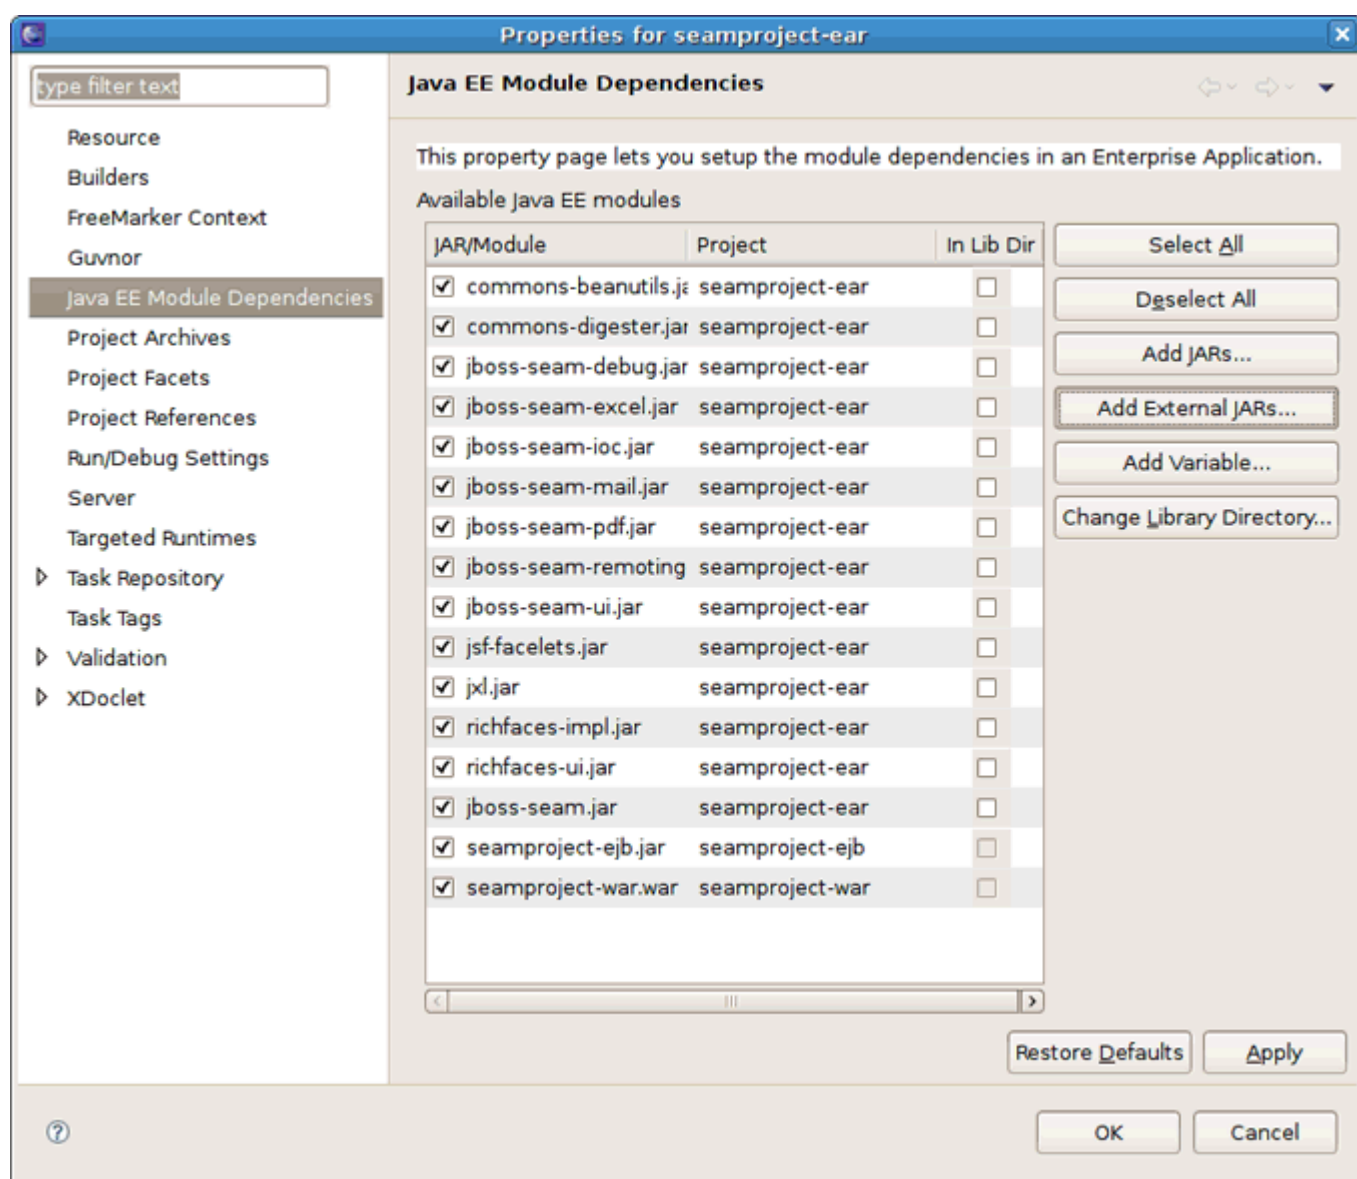 Properties for seamproject-ear
type filter text
Resource
Builders
FreeMarker Context
Guvnor
Java EE Module Dependencies
Project Archives
Project Facets
Project References
Run/Debug Settings
Server
Targeted Runtimes
Task Repository
Task Tags
Validation
XDoclet
Java EE Module Dependencies
This property page lets you setup the module dependencies in an Enterprise Application.
Available Java EE modules
JAR/Module Project In Lib Dir
commons-beanutils.ja seamproject-ear
commons-digester.jar seamproject-ear
jboss-seam-debug.jar seamproject-ear
jboss-seam-excel.jar seamproject-ear
jboss-seam-ioc.jar seamproject-ear
jboss-seam-mail.jar seamproject-ear
jboss-seam-pdf.jar seamproject-ear
jboss-seam-remoting seamproject-ear
jboss-seam-ui.jar seamproject-ear
jsf-facelets.jar seamproject-ear
jxl.jar seamproject-ear
richfaces-impl.jar seamproject-ear
richfaces-ui.jar seamproject-ear
jboss-seam.jar seamproject-ear
seamproject-ejb.jar seamproject-ejb
seamproject-war.war seamproject-war
Select All
Deselect All
Add JARs...
Add External JARs...
Add Variable...
Change Library Directory...
Restore Defaults
Apply
OK
Cancel